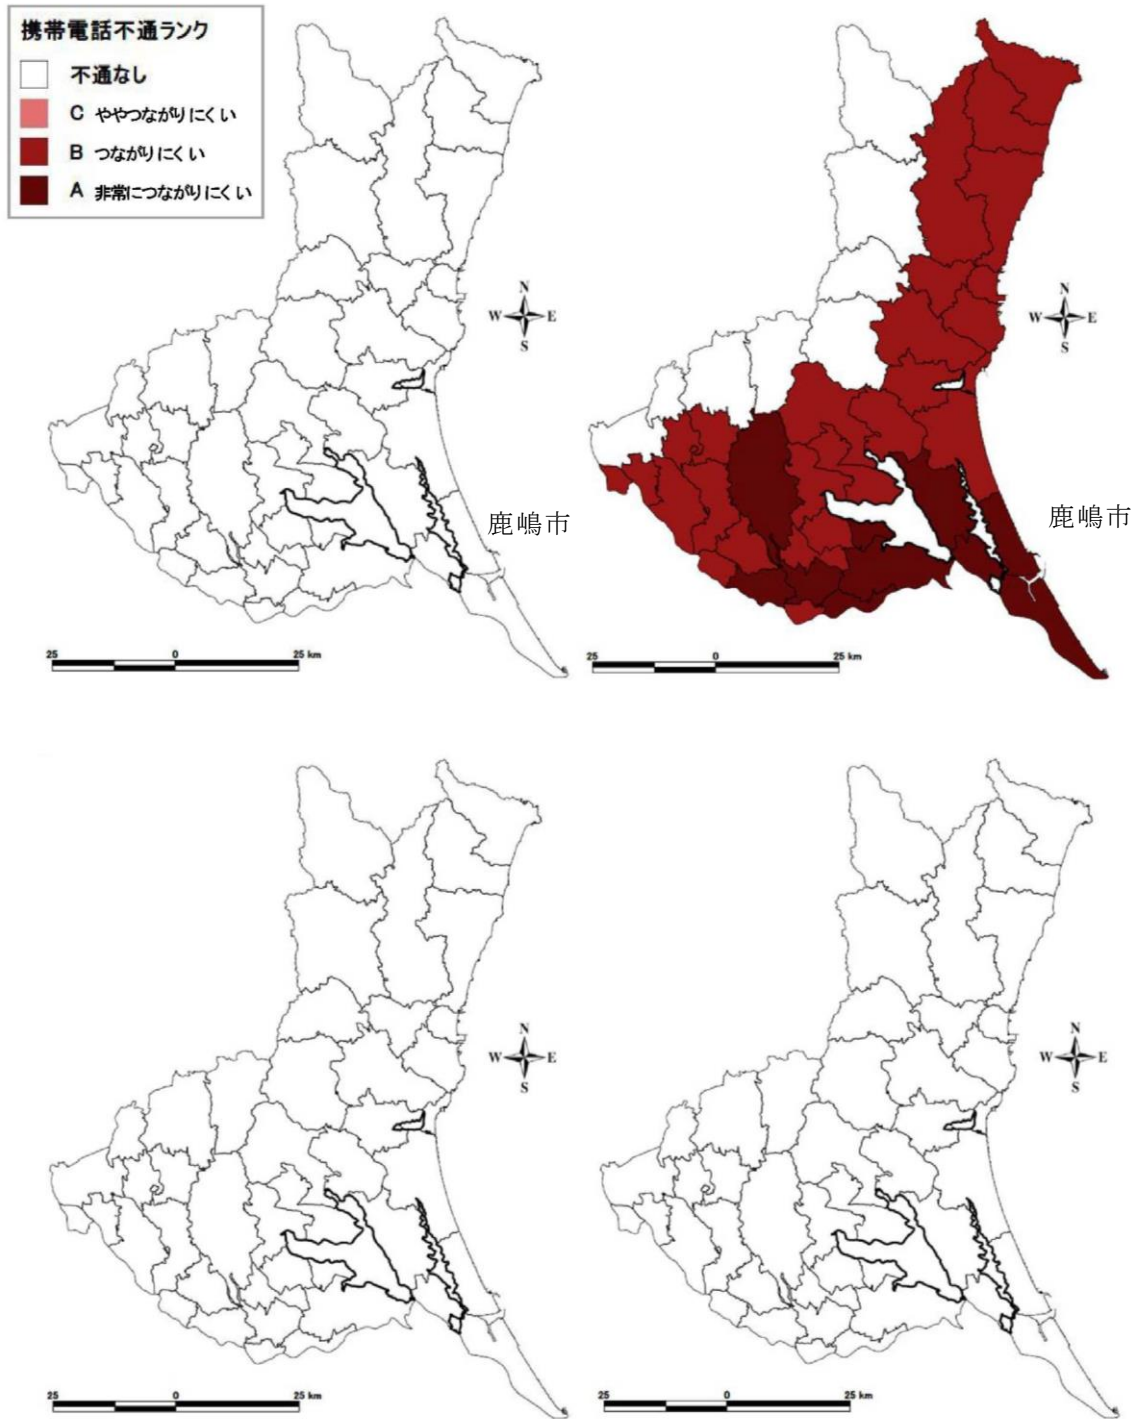 携帯電話不通ランク
不通なし
C ややつながりにくい
B つながりにくい
A 非常につながりにくい
N
W E
S
鹿嶋市
25 0 25 km
N
W E
S
鹿嶋市
25 0 25 km
N
W E
S
25 0 25 km
N
W E
S
25 0 25 km